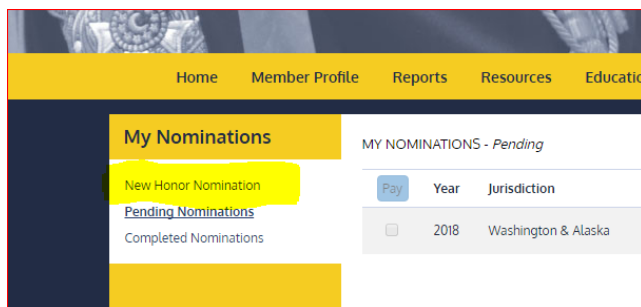 Home Member Profile Reports Resources Educatio
My Nominations
MY NOMINATIONS - Pending
New Honor Nomination
Pending Nominations
Completed Nominations
Pay Year Jurisdiction
2018 Washington & Alaska